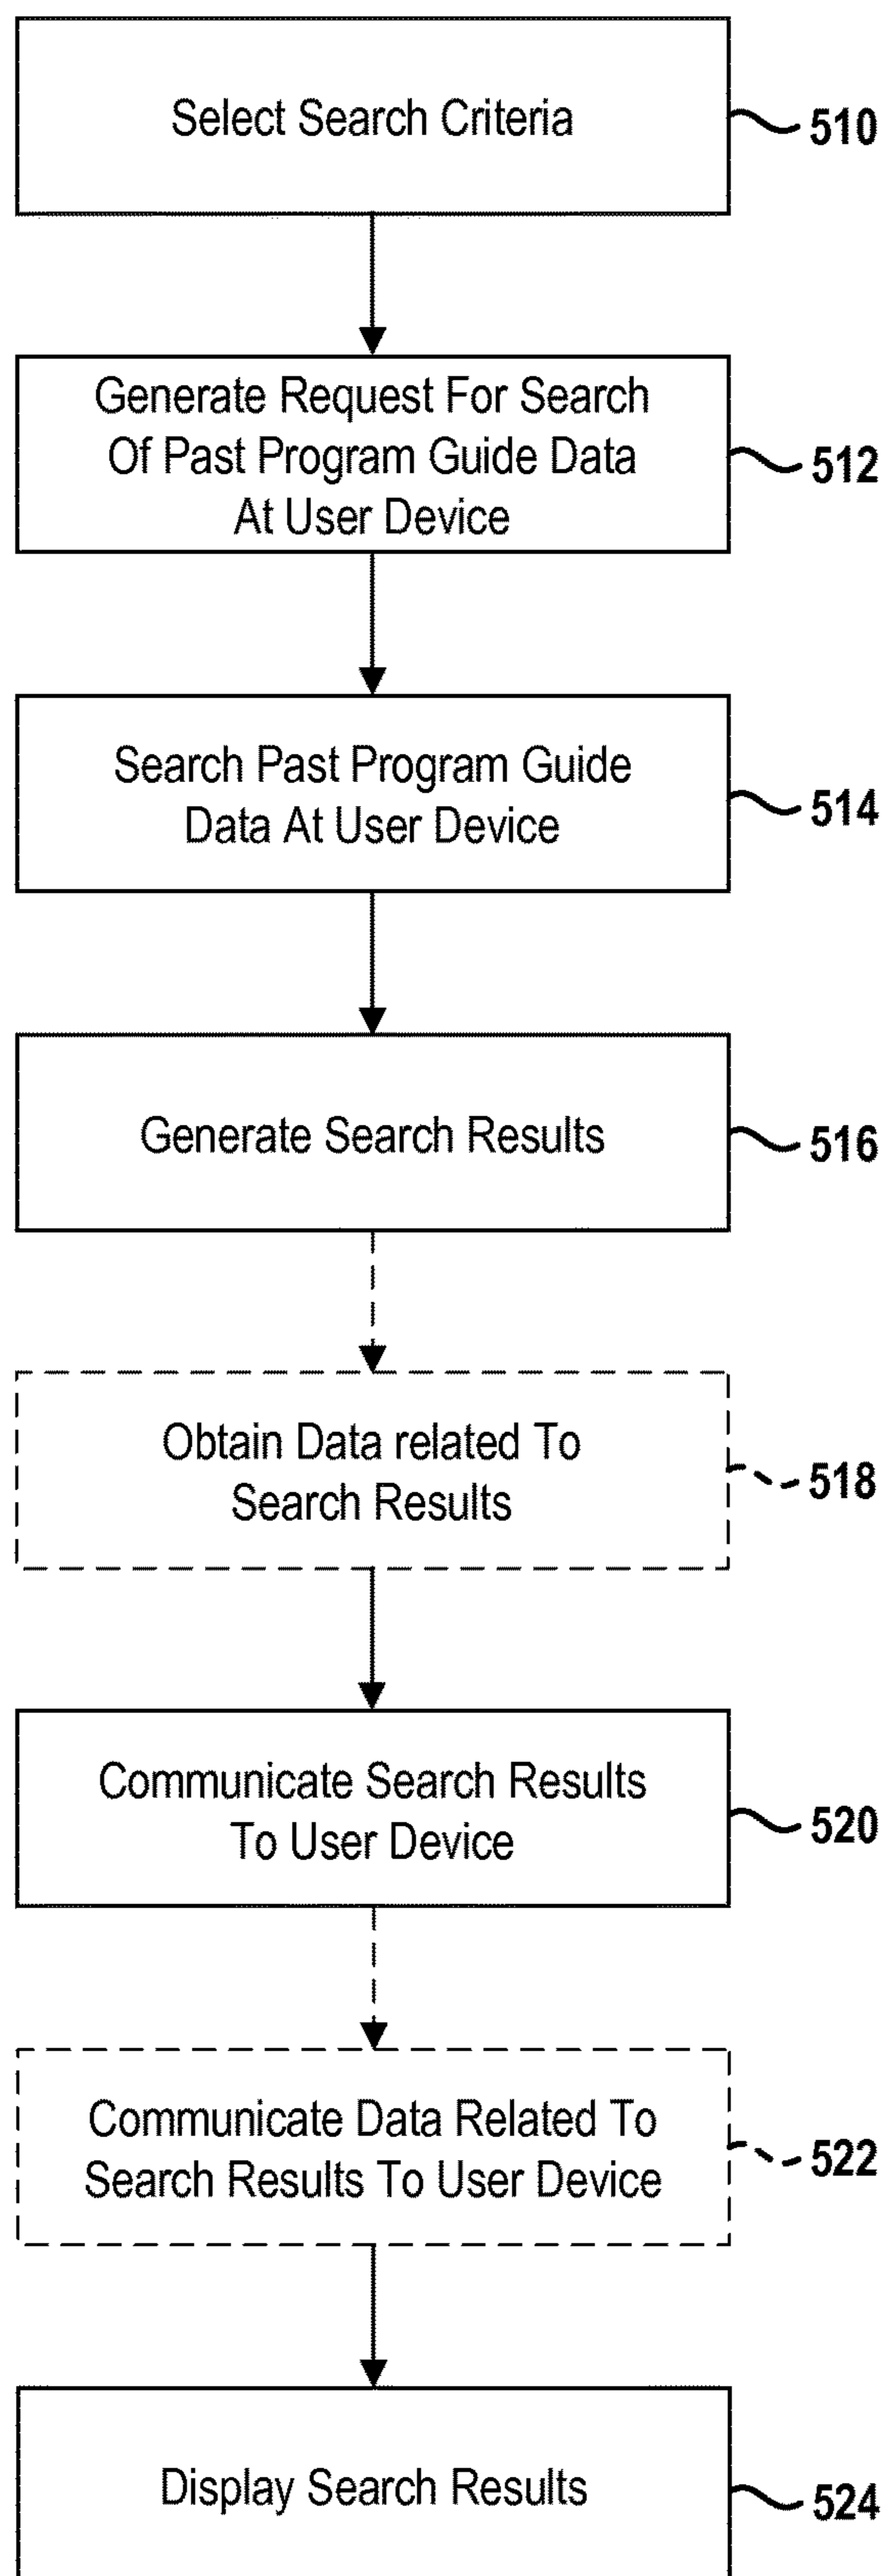 Select Search Criteria
510
Generate Request For Search
Of Past Program Guide Data
At User Device
512
Search Past Program Guide
Data At User Device
514
Generate Search Results
516
Obtain Data related To
Search Results
518
Communicate Search Results
To User Device
520
Communicate Data Related To
Search Results To User Device
522
Display Search Results
524